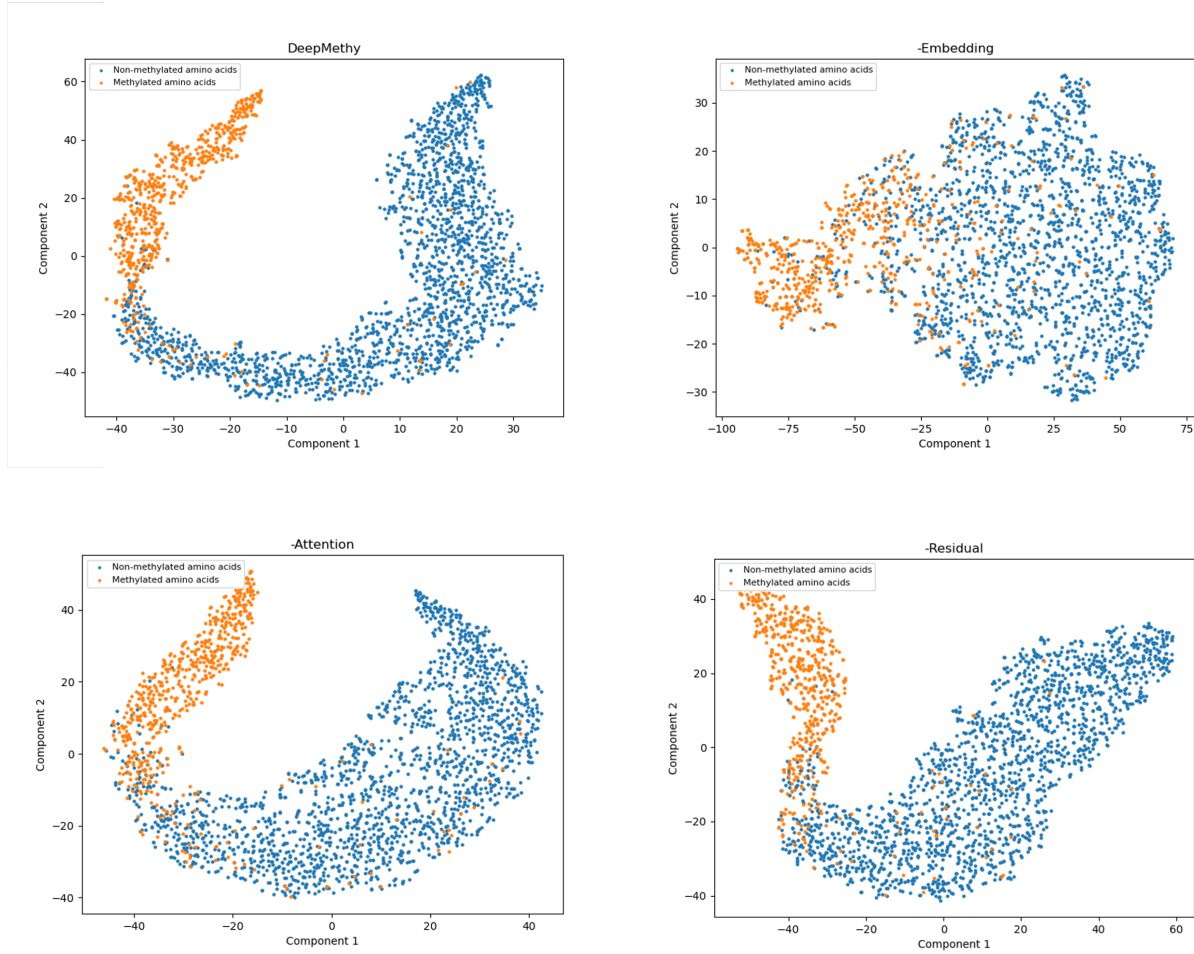 DeepMethy
Non-methylated amino acids
Methylated amino acids
60
40
20
0
−20
−40
Component 2
−40
−30
−20
−10
0
10
20
30
Component 1
-Embedding
Non-methylated amino acids
Methylated amino acids
30
20
10
0
−10
−20
−30
Component 2
−100
−75
−50
−25
0
25
50
75
Component 1
-Attention
Non-methylated amino acids
Methylated amino acids
40
20
0
−20
−40
Component 2
−40
−20
0
20
40
Component 1
-Residual
Non-methylated amino acids
Methylated amino acids
40
20
0
−20
−40
Component 2
−40
−20
0
20
40
60
Component 1